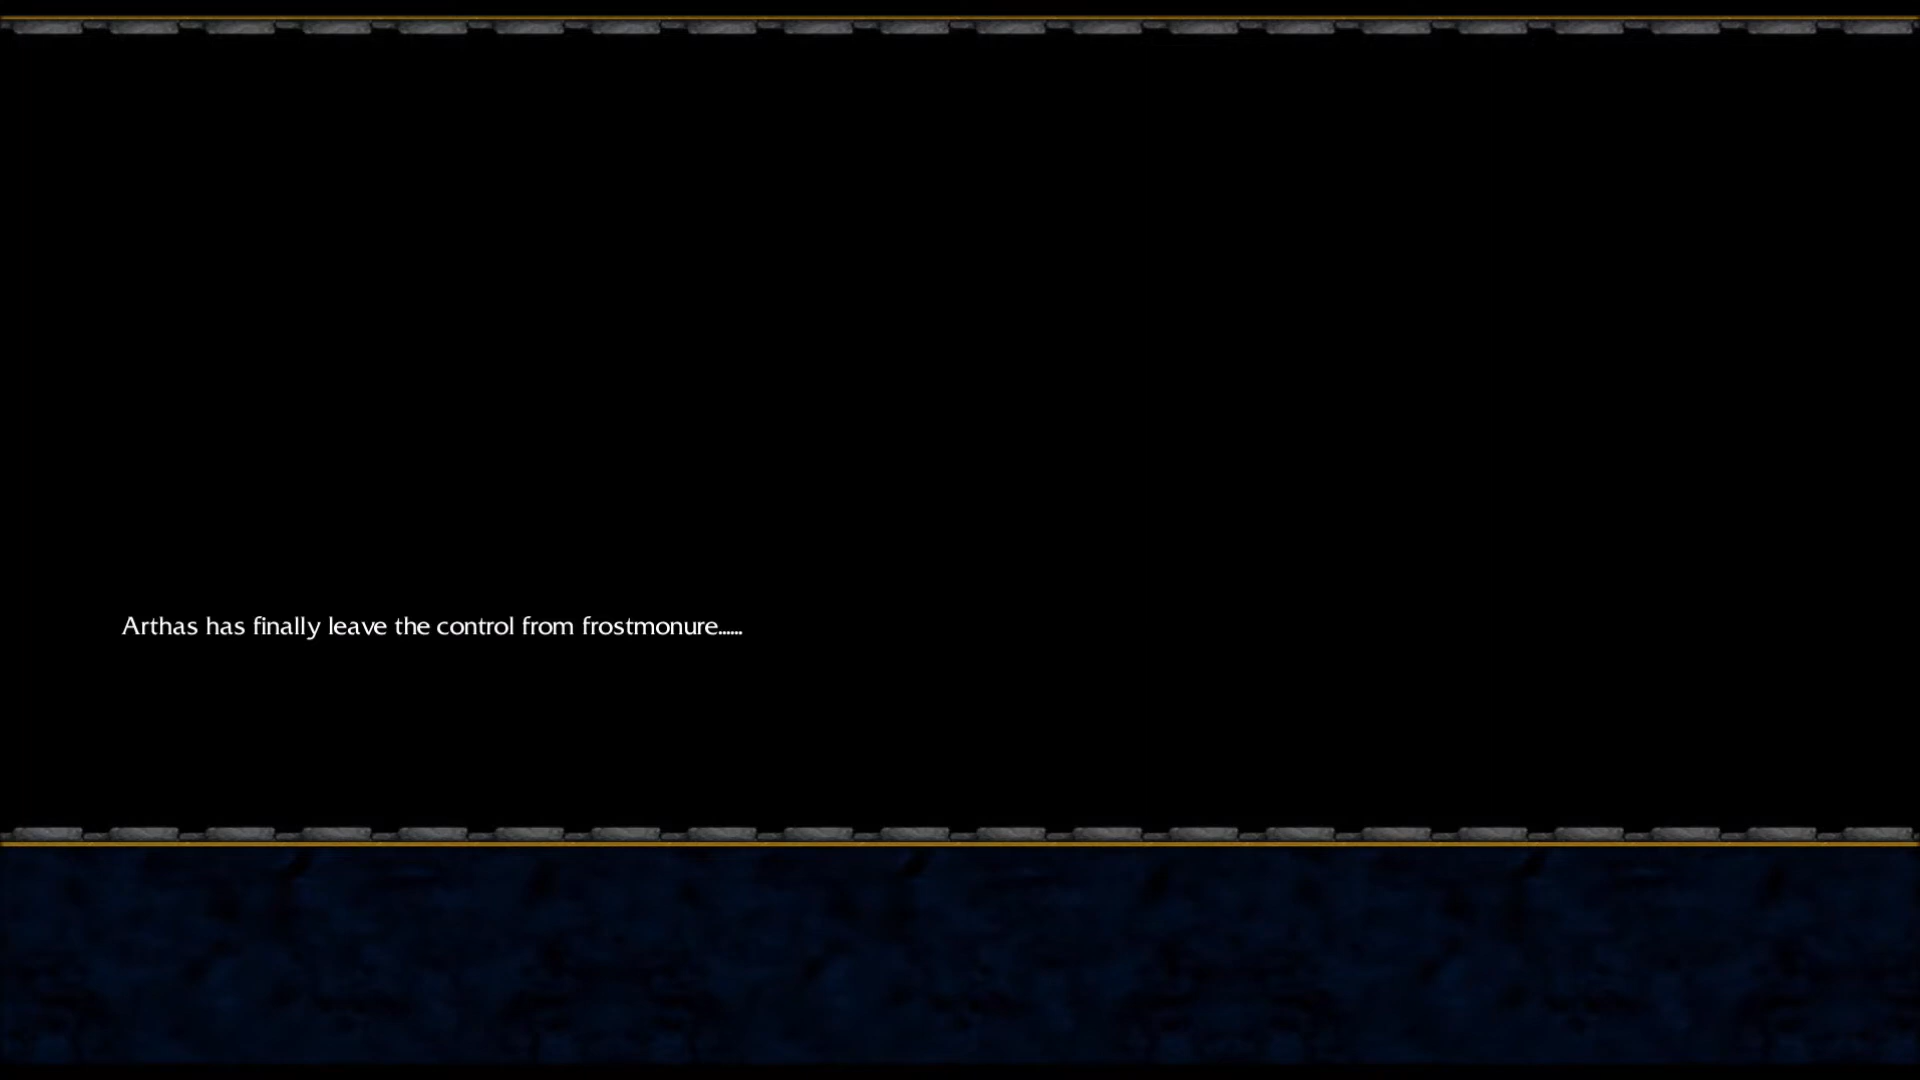 Arthas has finally leave the control from frostmonure......